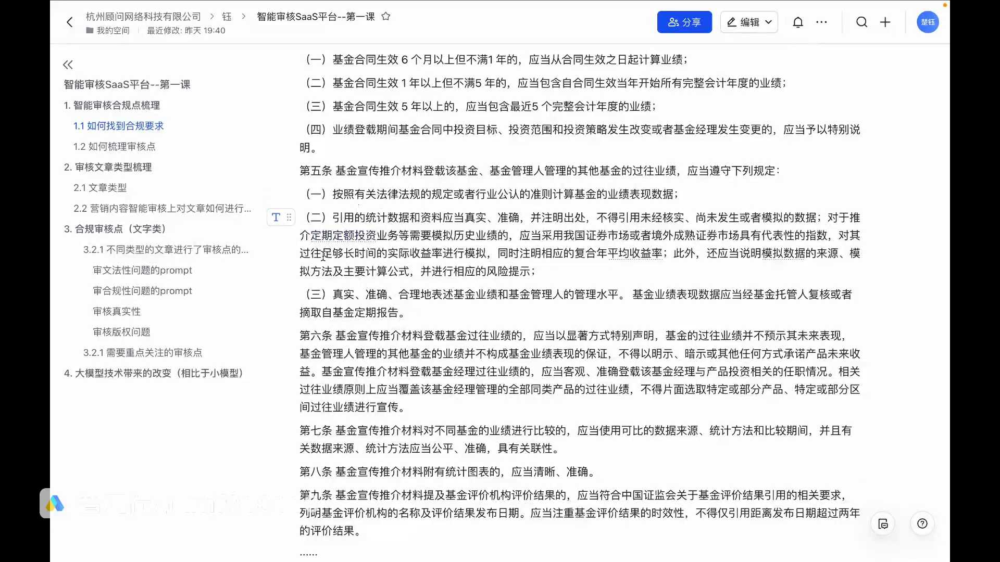 杭州顾问网络科技有限公司 > 钰 > 智能审核SaaS平台--第一课
我的空间 最近修改: 昨天 19:40
分享
编辑
楚钰
智能审核SaaS平台--第一课
1. 智能审核合规点梳理
1.1 如何找到合规要求
1.2 如何梳理审核点
2. 审核文章类型梳理
2.1 文章类型
2.2 营销内容智能审核上对文章如何进行...
3. 合规审核点（文字类）
3.2.1 不同类型的文章进行了审核点的...
审文法性问题的prompt
审合规性问题的prompt
审核真实性
审核版权问题
3.2.1 需要重点关注的审核点
4. 大模型技术带来的改变（相比于小模型）
（一）基金合同生效 6 个月以上但不满1 年的，应当从合同生效之日起计算业绩；
（二）基金合同生效 1 年以上但不满5 年的，应当包含自合同生效当年开始所有完整会计年度的业绩；
（三）基金合同生效 5 年以上的，应当包含最近5 个完整会计年度的业绩；
（四）业绩登载期间基金合同中投资目标、投资范围和投资策略发生改变或者基金经理发生变更的，应当予以特别说
明。
第五条 基金宣传推介材料登载该基金、基金管理人管理的其他基金的过往业绩，应当遵守下列规定：
（一）按照有关法律法规的规定或者行业公认的准则计算基金的业绩表现数据；
（二）引用的统计数据和资料应当真实、准确，并注明出处，不得引用未经核实、尚未发生或者模拟的数据；对于推
介定期定额投资业务等需要模拟历史业绩的，应当采用我国证券市场或者境外成熟证券市场具有代表性的指数，对其
过往足够长时间的实际收益率进行模拟，同时注明相应的复合年平均收益率；此外，还应当说明模拟数据的来源、模
拟方法及主要计算公式，并进行相应的风险提示；
（三）真实、准确、合理地表述基金业绩和基金管理人的管理水平。 基金业绩表现数据应当经基金托管人复核或者
摘取自基金定期报告。
第六条 基金宣传推介材料登载基金过往业绩的，应当以显著方式特别声明，基金的过往业绩并不预示其未来表现，
基金管理人管理的其他基金的业绩并不构成基金业绩表现的保证，不得以明示、暗示或其他任何方式承诺产品未来收
益。基金宣传推介材料登载基金经理过往业绩的，应当客观、准确登载该基金经理与产品投资相关的任职情况。相关
过往业绩原则上应当覆盖该基金经理管理的全部同类产品的过往业绩，不得片面选取特定或部分产品、特定或部分区
间过往业绩进行宣传。
第七条 基金宣传推介材料对不同基金的业绩进行比较的，应当使用可比的数据来源、统计方法和比较期间，并且有
关数据来源、统计方法应当公平、准确，具有关联性。
第八条 基金宣传推介材料附有统计图表的，应当清晰、准确。
第九条 基金宣传推介材料提及基金评价机构评价结果的，应当符合中国证监会关于基金评价结果引用的相关要求，
列明基金评价机构的名称及评价结果发布日期。应当注重基金评价结果的时效性，不得仅引用距离发布日期超过两年
的评价结果。
......